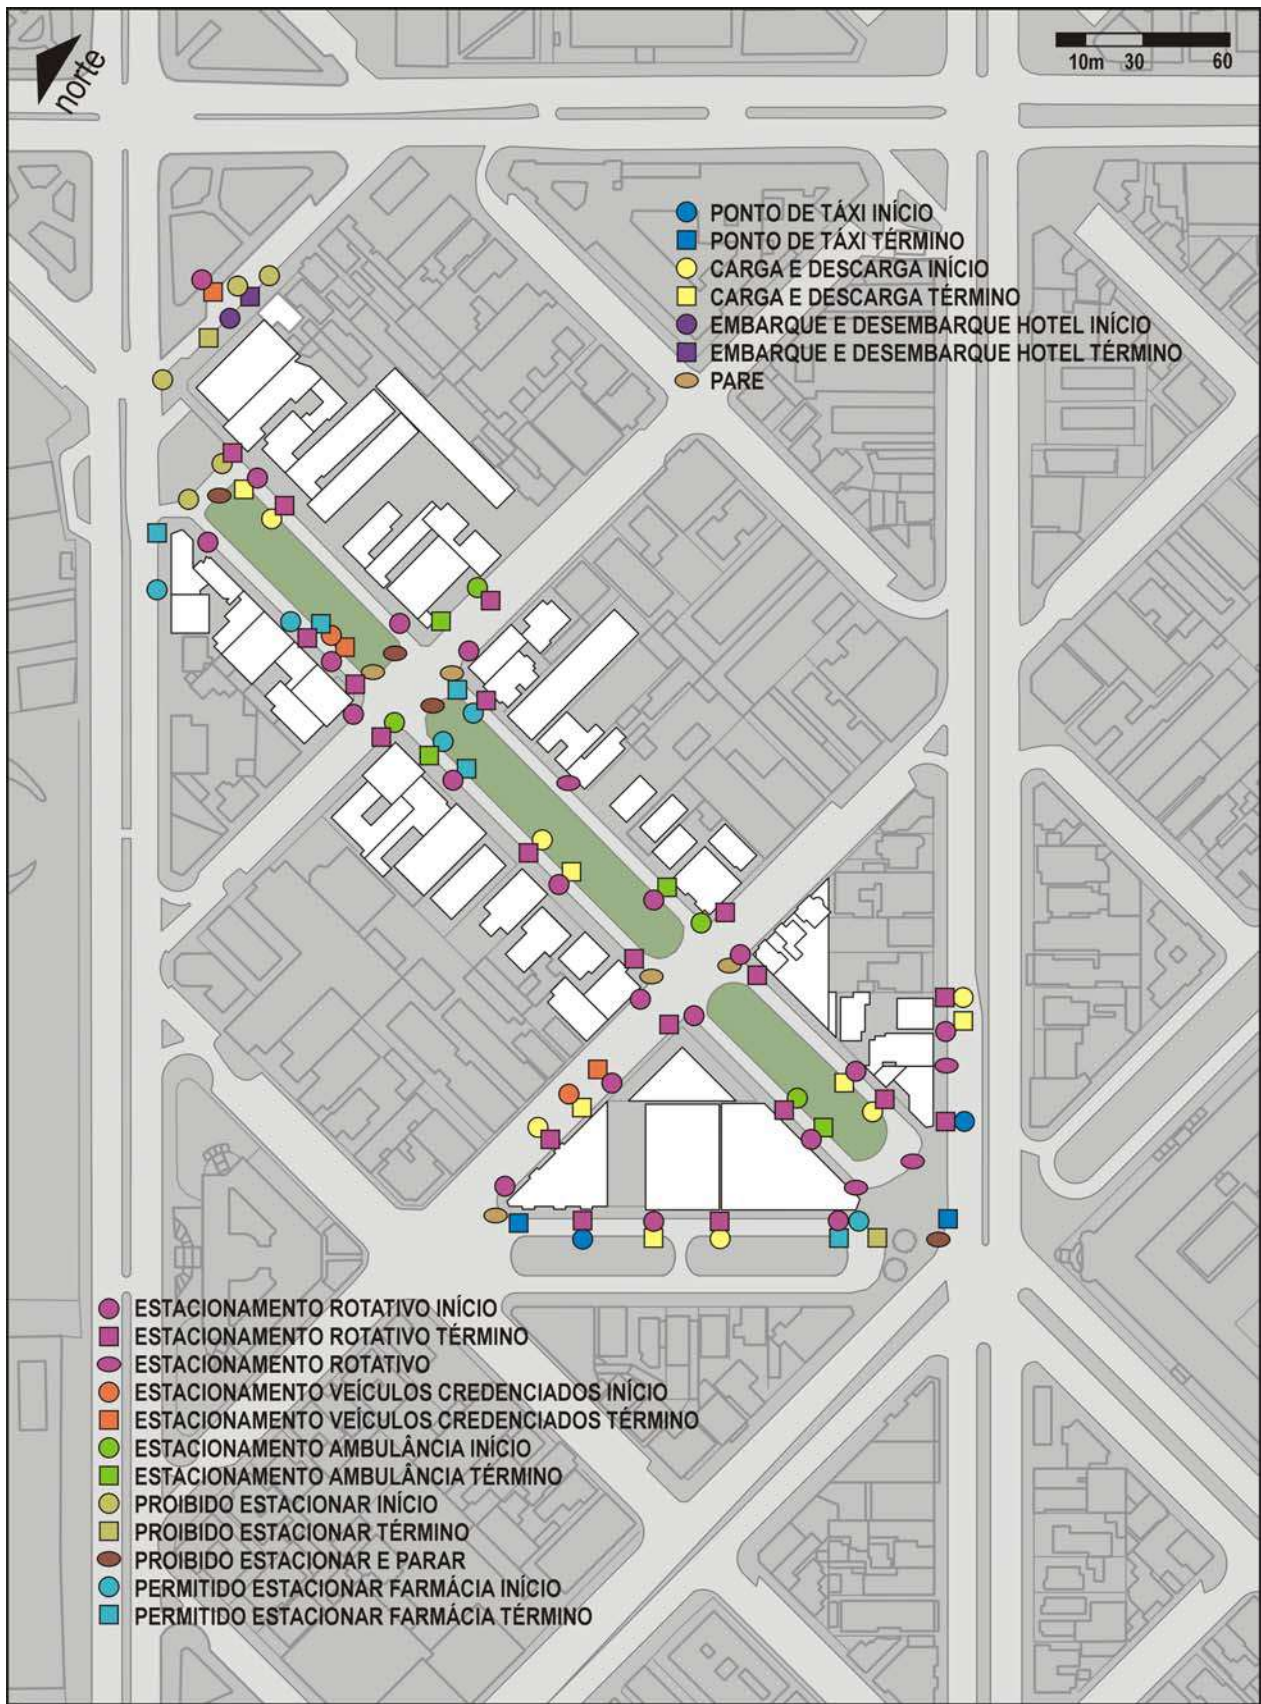 norte
10m 30 60
PONTO DE TÁXI INÍCIO
PONTO DE TÁXI TÉRMINO
CARGA E DESCARGA INÍCIO
CARGA E DESCARGA TÉRMINO
EMBARQUE E DESEMBARQUE HOTEL INÍCIO
EMBARQUE E DESEMBARQUE HOTEL TÉRMINO
PARE
ESTACIONAMENTO ROTATIVO INÍCIO
ESTACIONAMENTO ROTATIVO TÉRMINO
ESTACIONAMENTO ROTATIVO
ESTACIONAMENTO VEÍCULOS CREDENCIADOS INÍCIO
ESTACIONAMENTO VEÍCULOS CREDENCIADOS TÉRMINO
ESTACIONAMENTO AMBULÂNCIA INÍCIO
ESTACIONAMENTO AMBULÂNCIA TÉRMINO
PROIBIDO ESTACIONAR INÍCIO
PROIBIDO ESTACIONAR TÉRMINO
PROIBIDO ESTACIONAR E PARAR
PERMITIDO ESTACIONAR FARMÁCIA INÍCIO
PERMITIDO ESTACIONAR FARMÁCIA TÉRMINO